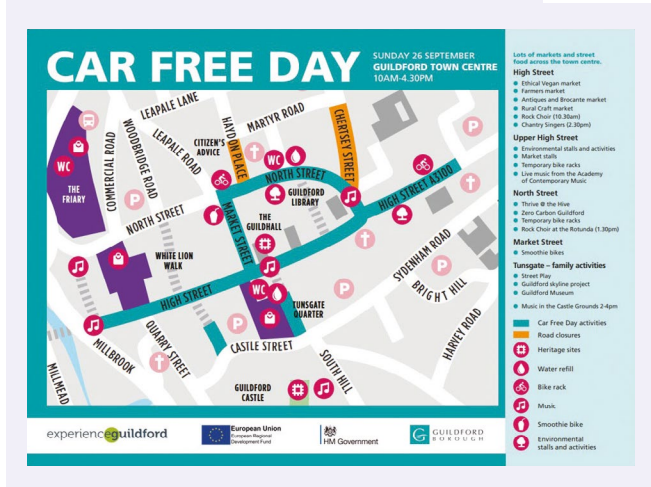 CAR FREE DAY
SUNDAY 26 SEPTEMBER
GUILDFORD TOWN CENTRE
10AM-4.30PM
LEAPALE LANE
MARTYR ROAD
COMMERCIAL ROAD
WOODBRIDGE ROAD
LEAPALE ROAD
CITIZEN'S
ADVICE
HAYDON PLACE
CHERTSEY STREET
WC
WC
THE
FRIARY
NORTH STREET
GUILDFORD
LIBRARY
HIGH STREET A3100
P
P
NORTH STREET
MARKET STREET
THE
GUILDHALL
WHITE LION
WALK
SYDENHAM ROAD
P
BRIGHT HILL
HIGH STREET
WC
P
TUNSGATE
QUARTER
P
HARVEY ROAD
MILLBROOK
QUARRY STREET
CASTLE STREET
SOUTH HILL
MILLMEAD
GUILDFORD
CASTLE
Lots of markets and street
food across the town centre.
High Street
Ethical Vegan market
Farmers market
Antiques and Brocante market
Rural Craft market
Rock Choir (10.30am)
Chantry Singers (2.30pm)
Upper High Street
Environmental stalls and activities
Market stalls
Temporary bike racks
Live music from the Academy
of Contemporary Music
North Street
Thrive @ the Hive
Zero Carbon Guildford
Temporary bike racks
Rock Choir at the Rotunda (1.30pm)
Market Street
Smoothie bikes
Tunsgate – family activities
Street Play
Guildford skyline project
Guildford Museum
Music in the Castle Grounds 2-4pm
Car Free Day activities
Road closures
Heritage sites
Water refill
Bike rack
Music
Smoothie bike
Environmental
stalls and activities
experienceguildford
European Union
European Regional
Development Fund
HM Government
GUILDFORD
BOROUGH